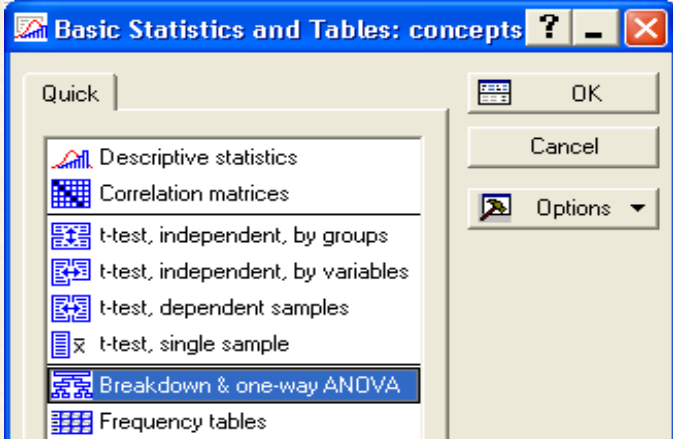 Basic Statistics and Tables: concepts ?
Quick
OK
Cancel
Options
Descriptive statistics
Correlation matrices
t-test, independent, by groups
t-test, independent, by variables
t-test, dependent samples
t-test, single sample
Breakdown & one-way ANOVA
Frequency tables